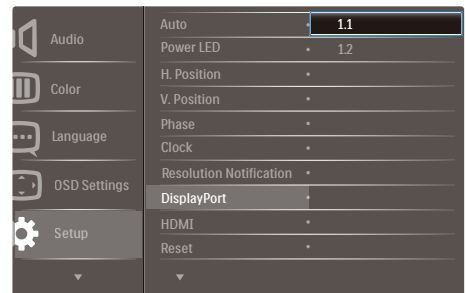 Audio
Color
Language
OSD Settings
Setup
Auto
Power LED
H. Position
V. Position
Phase
Clock
Resolution Notification
DisplayPort
HDMI
Reset
1.1
1.2